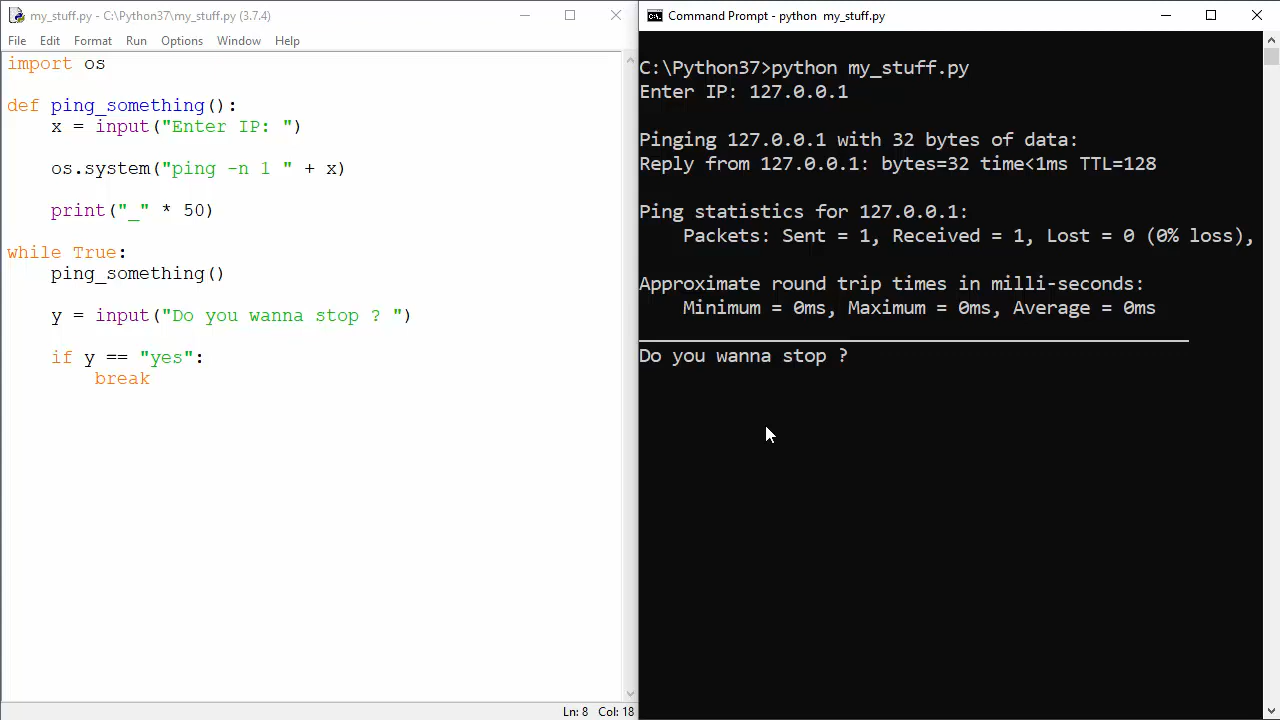 my_stuff.py - C:\Python37\my_stuff.py (3.7.4)
File Edit Format Run Options Window Help
import os
def ping_something():
    x = input("Enter IP: ")
    os.system("ping -n 1 " + x)
    print("_" * 50)
while True:
    ping_something()
    y = input("Do you wanna stop ? ")
    if y == "yes":
        break
Ln: 8 Col: 18
Command Prompt - python  my_stuff.py
C:\Python37>python my_stuff.py
Enter IP: 127.0.0.1
Pinging 127.0.0.1 with 32 bytes of data:
Reply from 127.0.0.1: bytes=32 time<1ms TTL=128
Ping statistics for 127.0.0.1:
    Packets: Sent = 1, Received = 1, Lost = 0 (0% loss),
Approximate round trip times in milli-seconds:
    Minimum = 0ms, Maximum = 0ms, Average = 0ms
__________________________________________________
Do you wanna stop ?